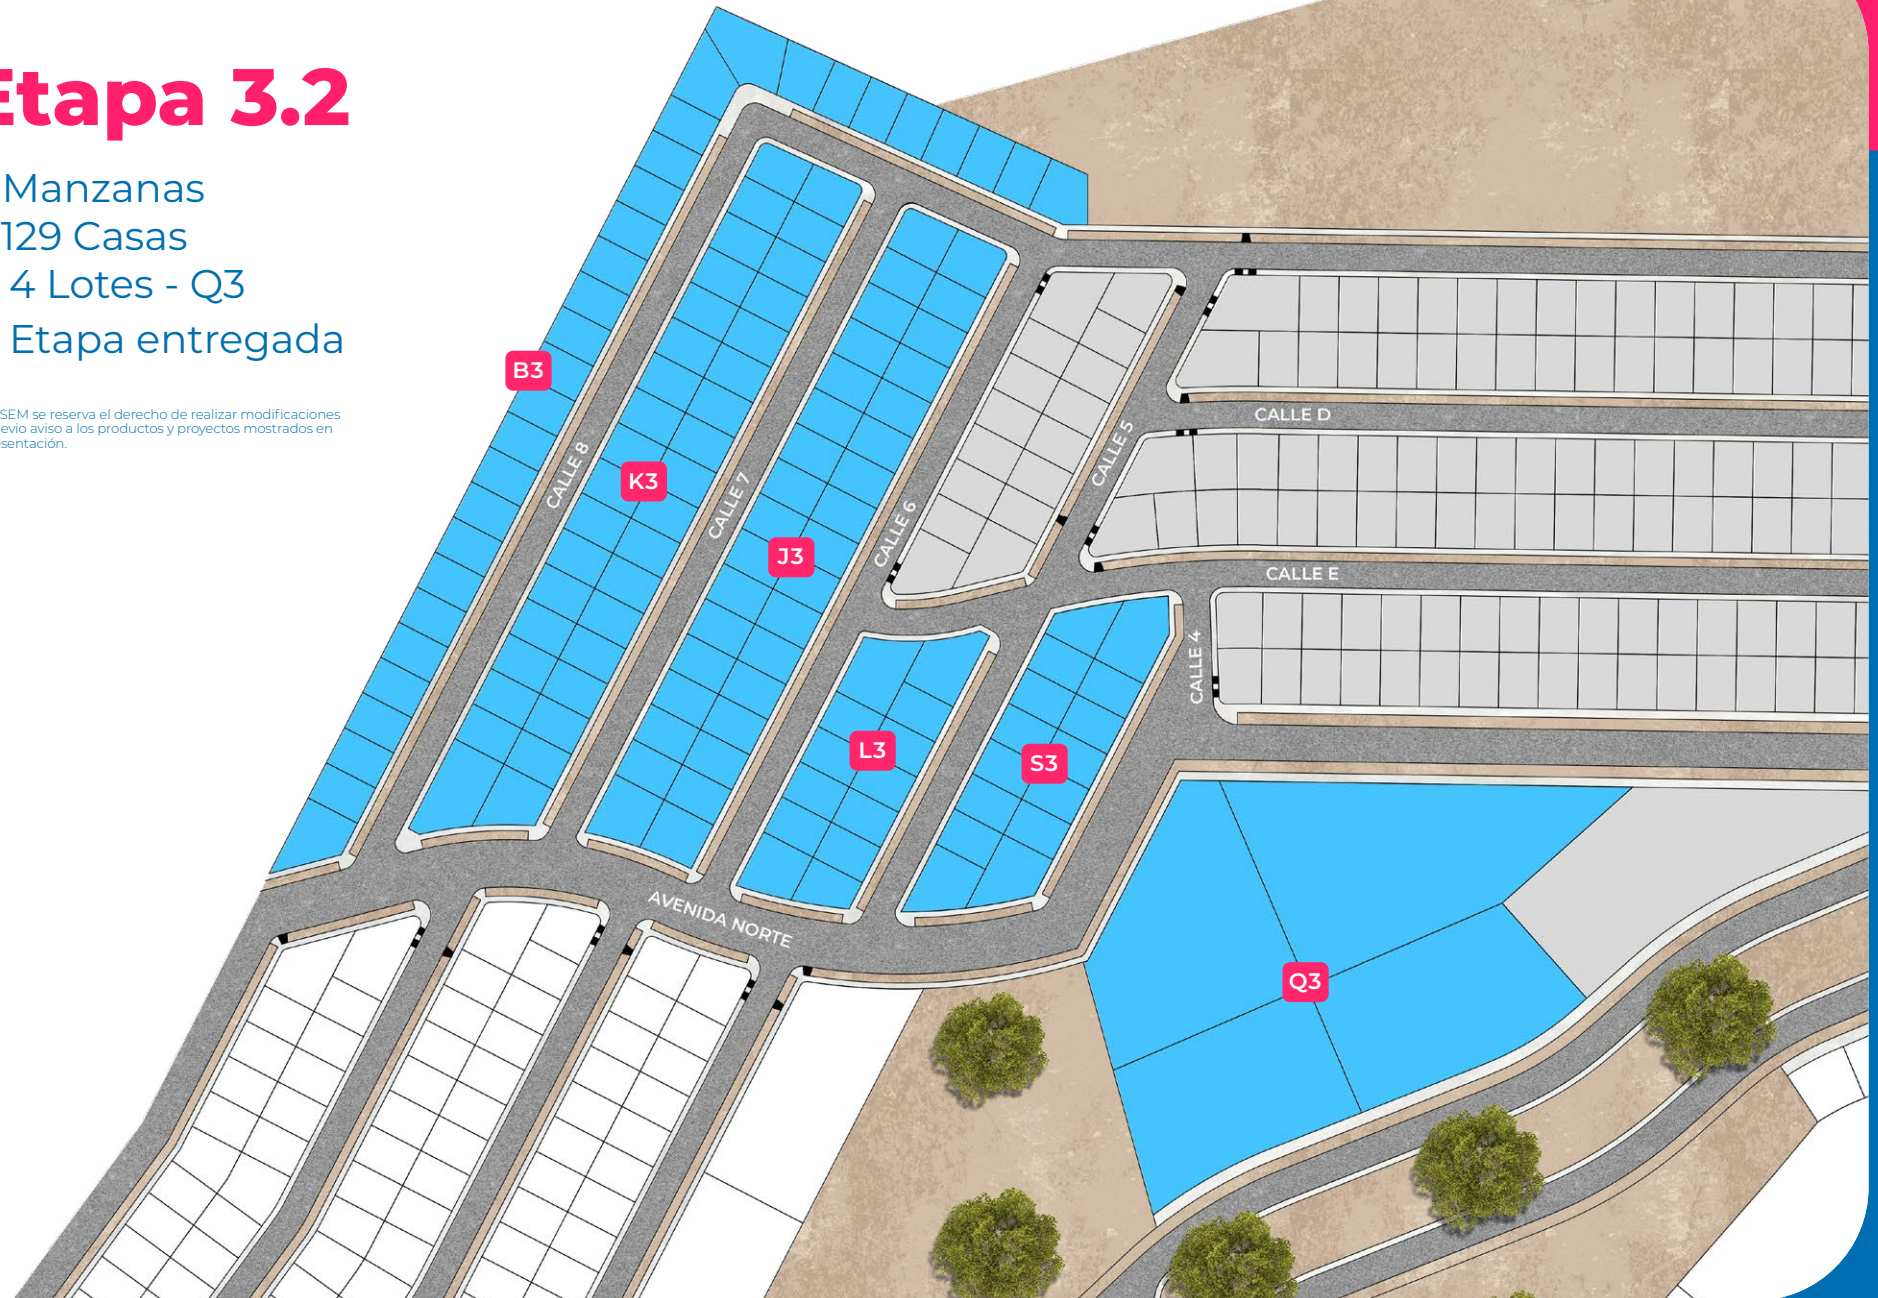 Etapa 3.2
Manzanas
129 Casas
4 Lotes - Q3
Etapa entregada
SEM se reserva el derecho de realizar modificaciones
evio aviso a los productos y proyectos mostrados en
sentación.
B3
K3
J3
L3
S3
Q3
CALLE 8
CALLE 7
CALLE 6
CALLE 5
CALLE D
CALLE E
CALLE 4
AVENIDA NORTE